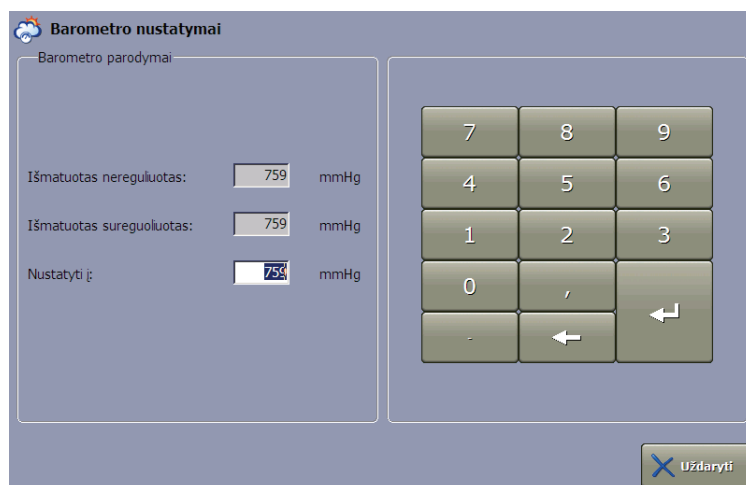 Barometro nustatymai
Barometro parodymai
Išmatuotas nereguliuotas: 759 mmHg
Išmatuotas sureguoliuotas: 759 mmHg
Nustatyti į: 759 mmHg
7 8 9
4 5 6
1 2 3
0 ,
-
Uždaryti